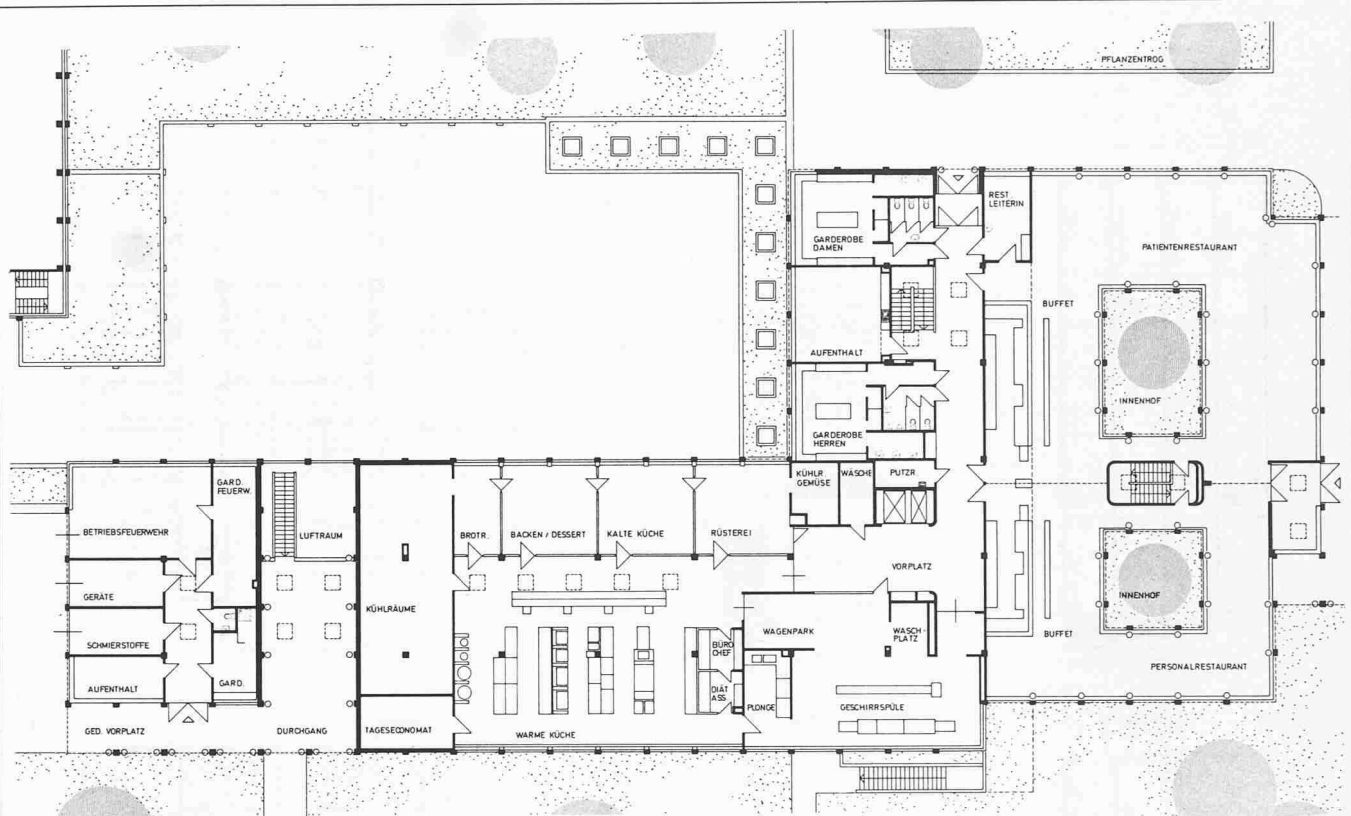 PFLANZENTROG
REST.
LEITERIN
GARDEROBE
DAMEN
PATIENTENRESTAURANT
BUFFET
AUFENTHALT
INNENHOF
GARDEROBE
HERREN
KÜHLR.
GEMÜSE
WÄSCHE
PUTZR.
GARD.
FEUERW.
BETRIEBSFEUERWEHR
LUFTRAUM
BROTR.
BACKEN / DESSERT
KALTE KÜCHE
RÜSTEREI
VORPLATZ
GERÄTE
KÜHLRÄUME
INNENHOF
WAGENPARK
WASCH-
PLATZ
BUFFET
SCHMIERSTOFFE
BÜRO
CHEF
PERSONALRESTAURANT
AUFENTHALT
GARD.
DIÄT
ASS.
PLONGE
GESCHIRRSPÜLE
GED. VORPLATZ
DURCHGANG
TAGESECONOMAT
WARME KÜCHE